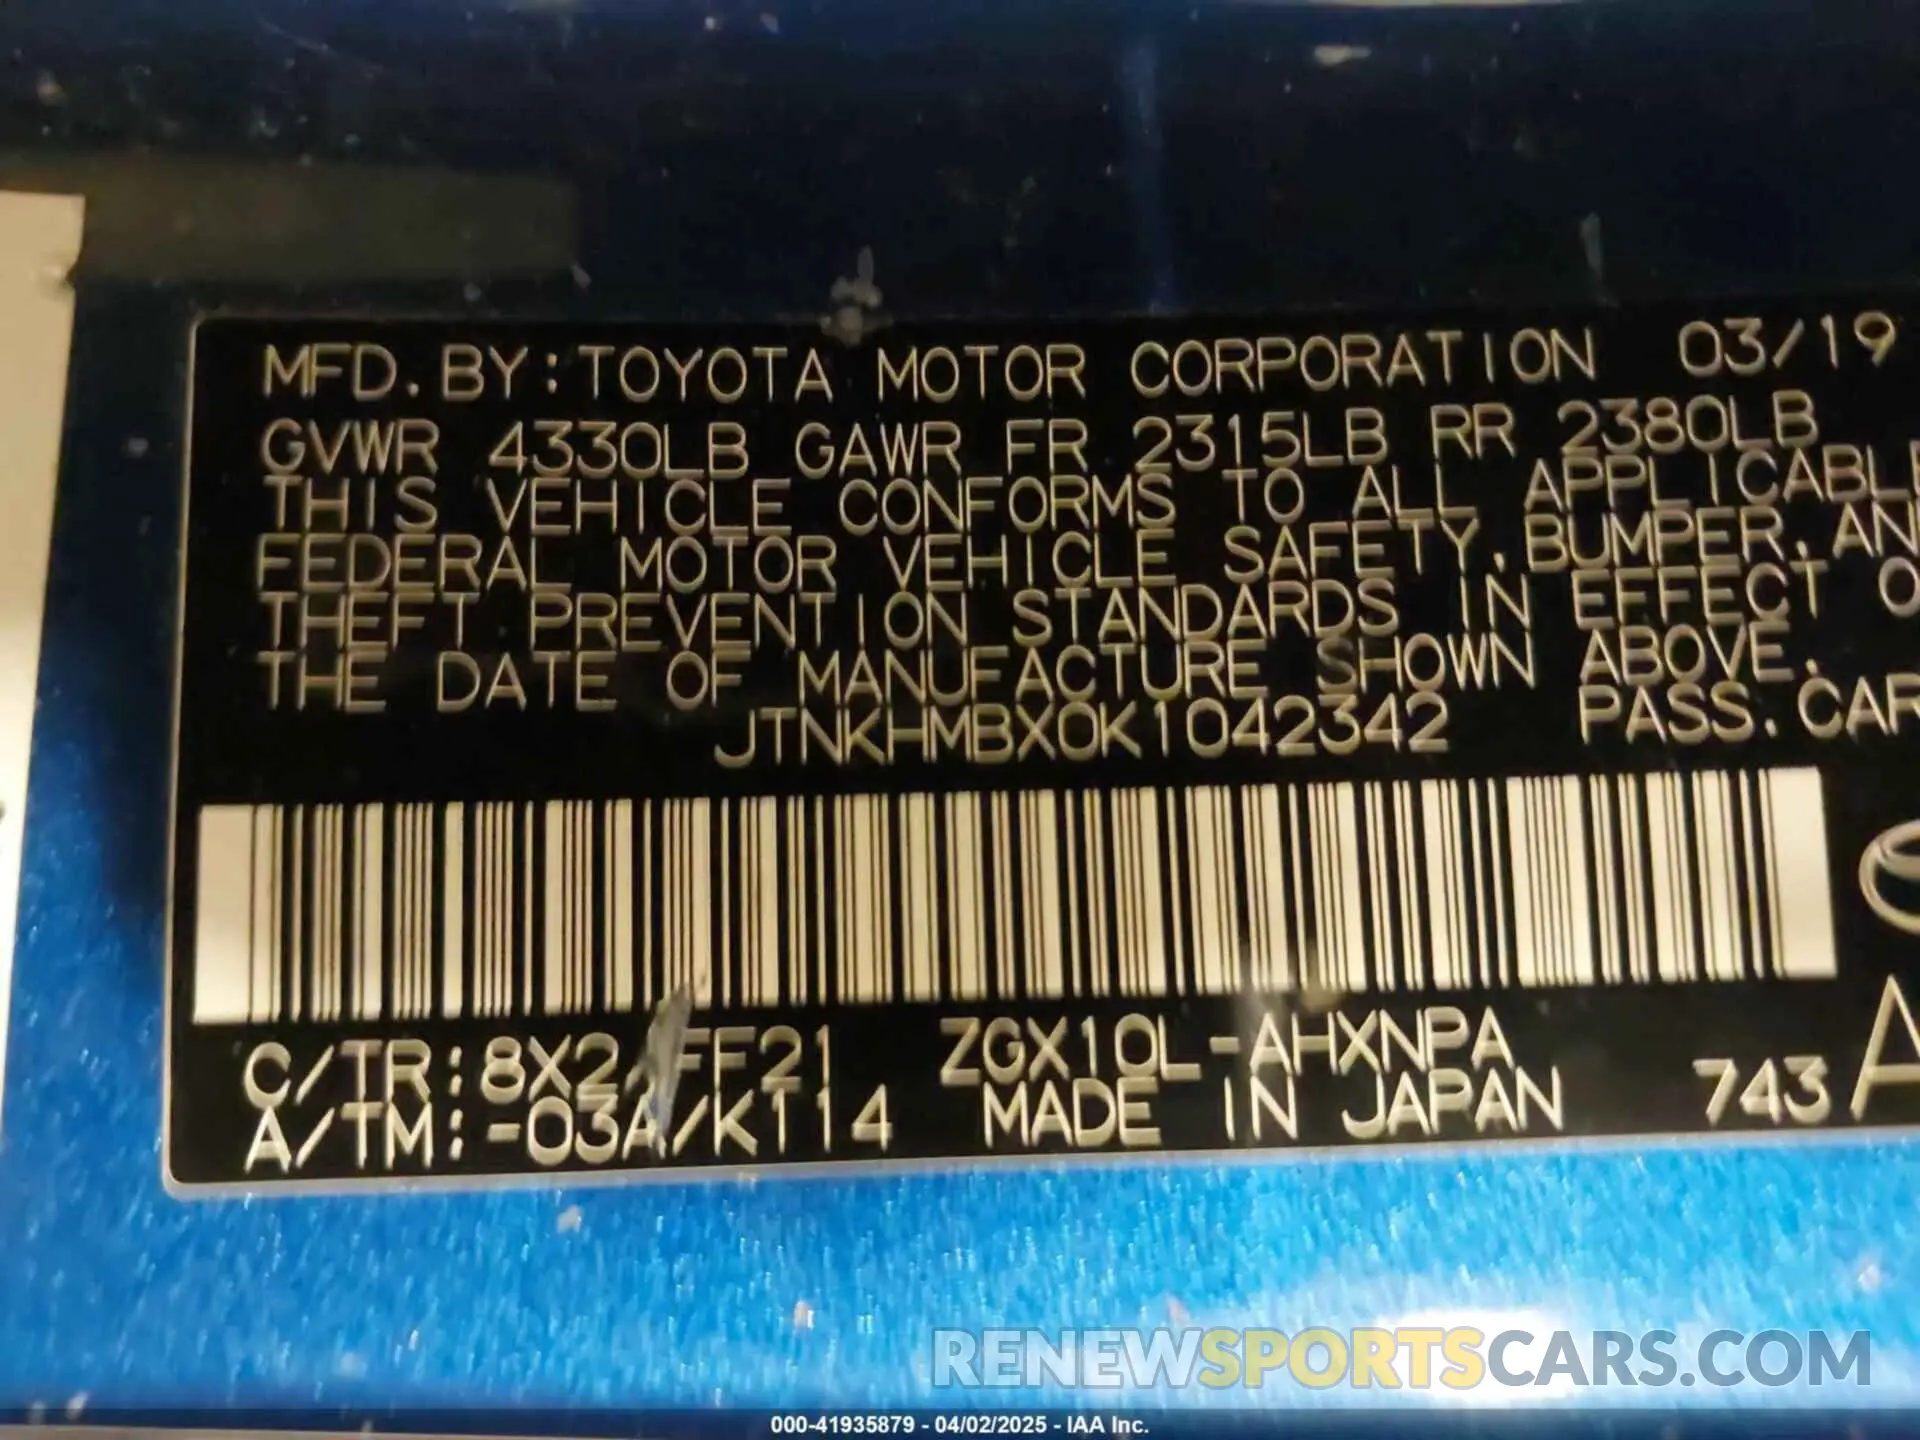 MFD. BY: TOYOTA MOTOR CORPORATION 03/19
GVWR 4330LB GAWR FR 2315LB RR 2380LB
THIS VEHICLE CONFORMS TO ALL APPLICABLE
FEDERAL MOTOR VEHICLE SAFETY, BUMPER, AN
THEFT PREVENTION STANDARDS IN EFFECT O
THE DATE OF MANUFACTURE SHOWN ABOVE.
JTNKHMBX0K1042342 PASS. CAR
C/TR: 8X2 FF21 ZGX10L-AHXNPA
A/TM: -03A/K114 MADE IN JAPAN 743 A
RENEWSPORTSCARS.COM
000-41935879 - 04/02/2025 - IAA Inc.